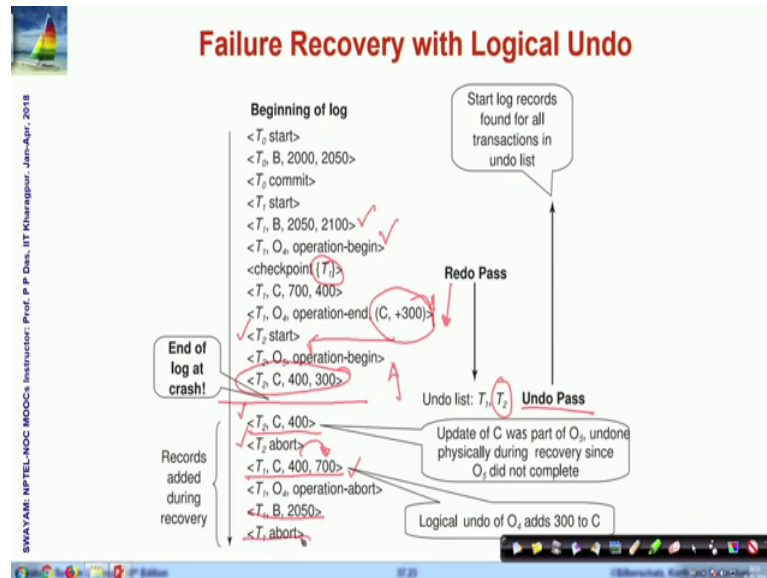 Failure Recovery with Logical Undo
SWAYAM: NPTEL-NOC MOOCs Instructor: Prof. P P Das, IIT Kharagpur. Jan-Apr, 2018
Beginning of log
<T0 start>
<T0, B, 2000, 2050>
<T0 commit>
<T1 start>
<T1, B, 2050, 2100>
<T1, O4, operation-begin>
<checkpoint {T1}>
<T1, C, 700, 400>
<T1, O4, operation-end, (C, +300)>
<T2 start>
<T2, O5, operation-begin>
<T2, C, 400, 300>
End of
log at
crash!
Start log records
found for all
transactions in
undo list
Redo Pass
Undo list: T1, T2
Undo Pass
Records
added
during
recovery
<T2, C, 400>
<T2 abort>
<T1, C, 400, 700>
<T1, O4, operation-abort>
<T1, B, 2050>
<T1 abort>
Update of C was part of O5, undone
physically during recovery since
O5 did not complete
Logical undo of O4 adds 300 to C
Edition